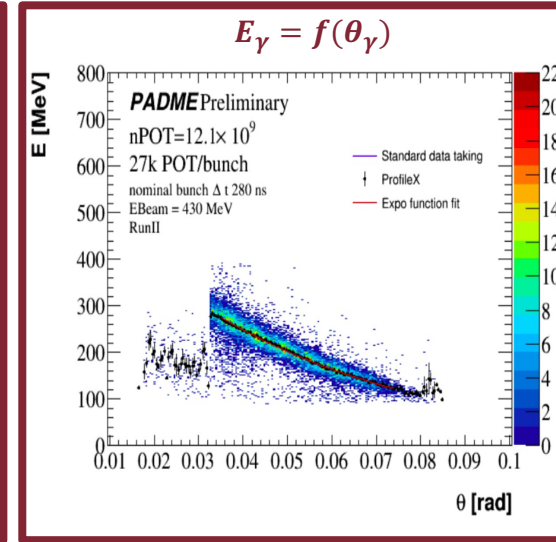 E_γ = f(θ_γ)
E [MeV]
PADME Preliminary
nPOT=12.1× 10^9
27k POT/bunch
nominal bunch Δ t 280 ns
EBeam = 430 MeV
RunII
Standard data taking
ProfileX
Expo function fit
800
700
600
500
400
300
200
100
0
0.01 0.02 0.03 0.04 0.05 0.06 0.07 0.08 0.09 0.1
θ [rad]
22
20
18
16
14
12
10
8
6
4
2
0